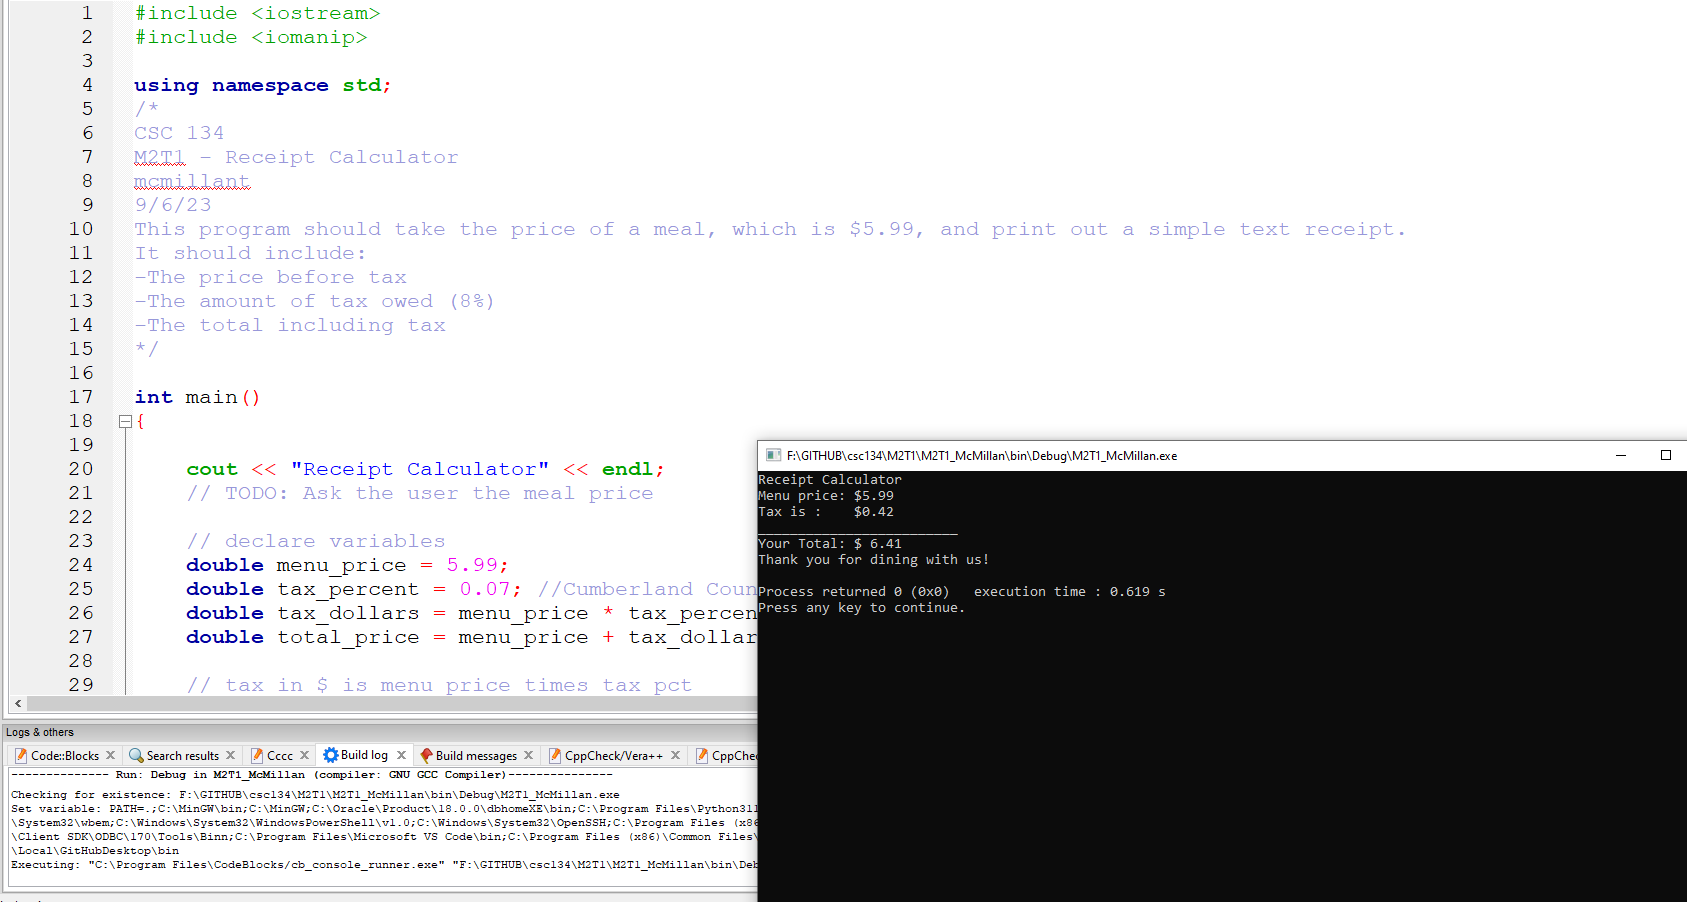 1 #include <iostream>
2 #include <iomanip>
3
4 using namespace std;
5 /*
6 CSC 134
7 M2T1 - Receipt Calculator
8 mcmillant
9 9/6/23
10 This program should take the price of a meal, which is $5.99, and print out a simple text receipt.
11 It should include:
12 -The price before tax
13 -The amount of tax owed (8%)
14 -The total including tax
15 */
16
17 int main()
18 {
19
20 cout << "Receipt Calculator" << endl;
21 // TODO: Ask the user the meal price
22
23 // declare variables
24 double menu_price = 5.99;
25 double tax_percent = 0.07; //Cumberland Coun
26 double tax_dollars = menu_price * tax_percen
27 double total_price = menu_price + tax_dollar
28
29 // tax in $ is menu price times tax pct
F:\GITHUB\csc134\M2T1\M2T1_McMillan\bin\Debug\M2T1_McMillan.exe
Receipt Calculator
Menu price: $5.99
Tax is :    $0.42
_________________________
Your Total: $ 6.41
Thank you for dining with us!
Process returned 0 (0x0)   execution time : 0.619 s
Press any key to continue.
Logs & others
Code::Blocks X Search results X Cccc X Build log X Build messages X CppCheck/Vera++ X CppChe
-------------- Run: Debug in M2T1_McMillan (compiler: GNU GCC Compiler)---------------
Checking for existence: F:\GITHUB\csc134\M2T1\M2T1_McMillan\bin\Debug\M2T1_McMillan.exe
Set variable: PATH=.;C:\MinGW\bin;C:\MinGW;C:\Oracle\Product\18.0.0\dbhomeXE\bin;C:\Program Files\Python311
\System32\wbem;C:\Windows\System32\WindowsPowerShell\v1.0;C:\Windows\System32\OpenSSH;C:\Program Files (x86
\Client SDK\ODBC\170\Tools\Binn;C:\Program Files\Microsoft VS Code\bin;C:\Program Files (x86)\Common Files\
\Local\GitHubDesktop\bin
Executing: "C:\Program Files\CodeBlocks/cb_console_runner.exe" "F:\GITHUB\csc134\M2T1\M2T1_McMillan\bin\Deb